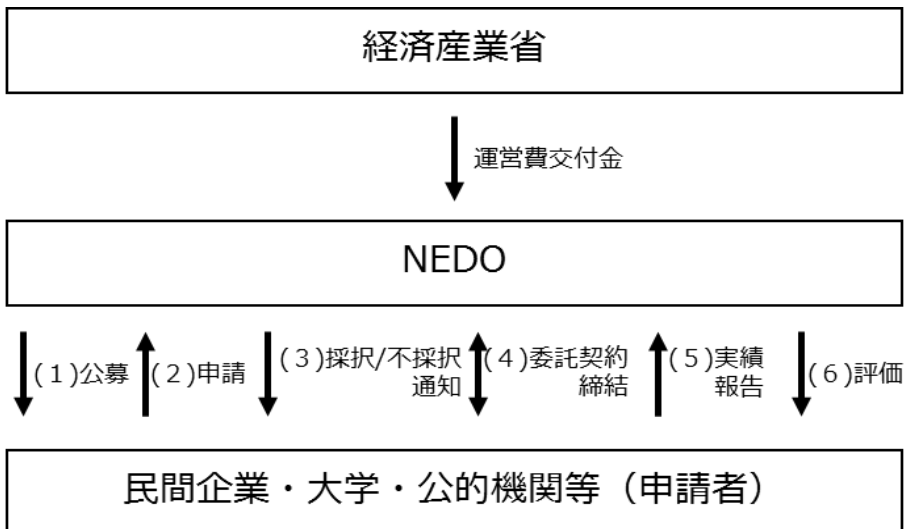 経済産業省
運営費交付金
NEDO
(１)公募
(２)申請
(３)採択/不採択
通知
(４)委託契約
締結
(５)実績
報告
(６)評価
民間企業・大学・公的機関等（申請者）